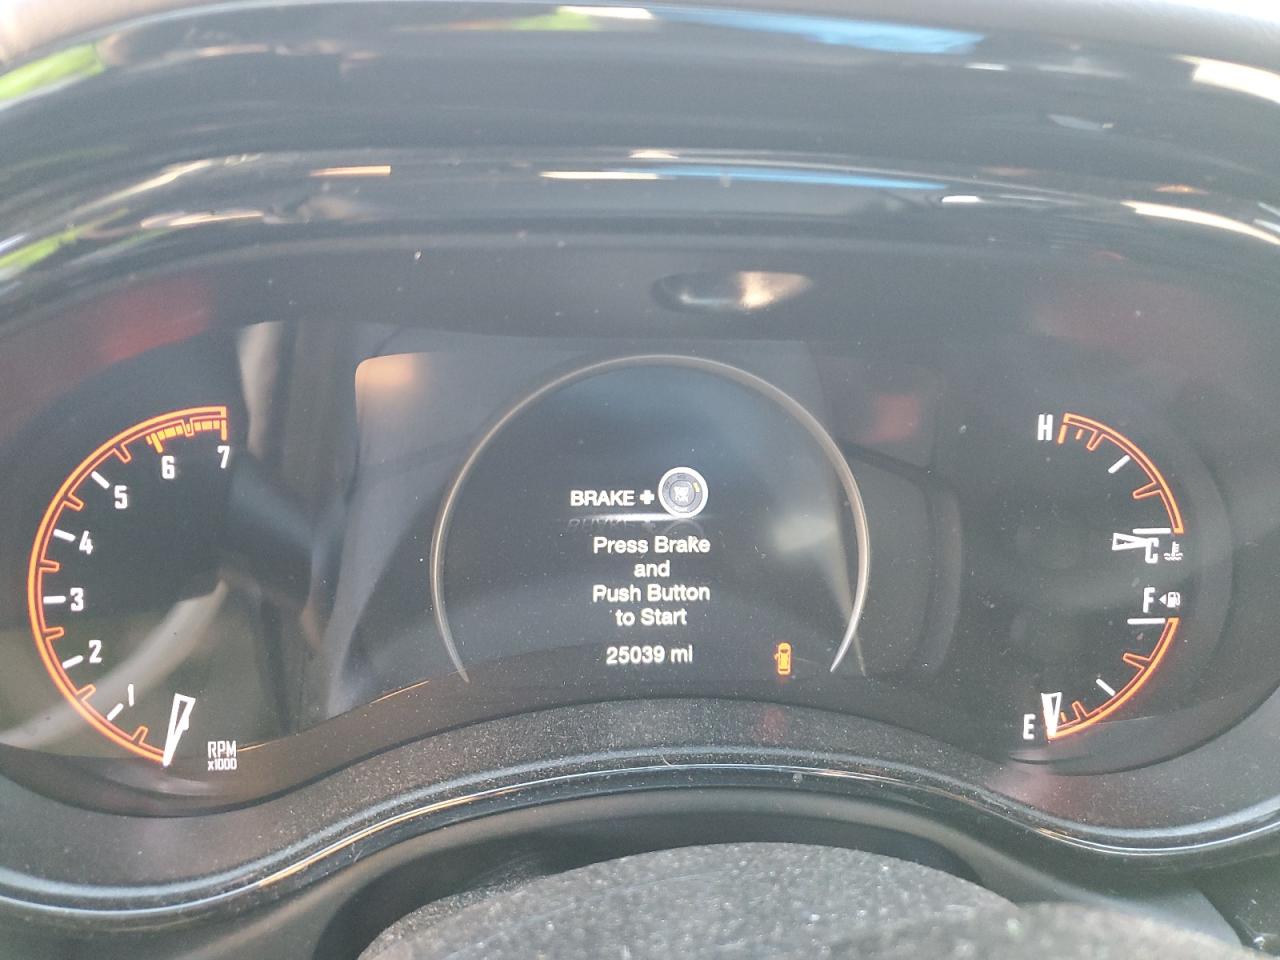 7
6
5
4
3
2
1
RPM
x1000
BRAKE +
Press Brake
and
Push Button
to Start
25039 mi
H
C
F
E